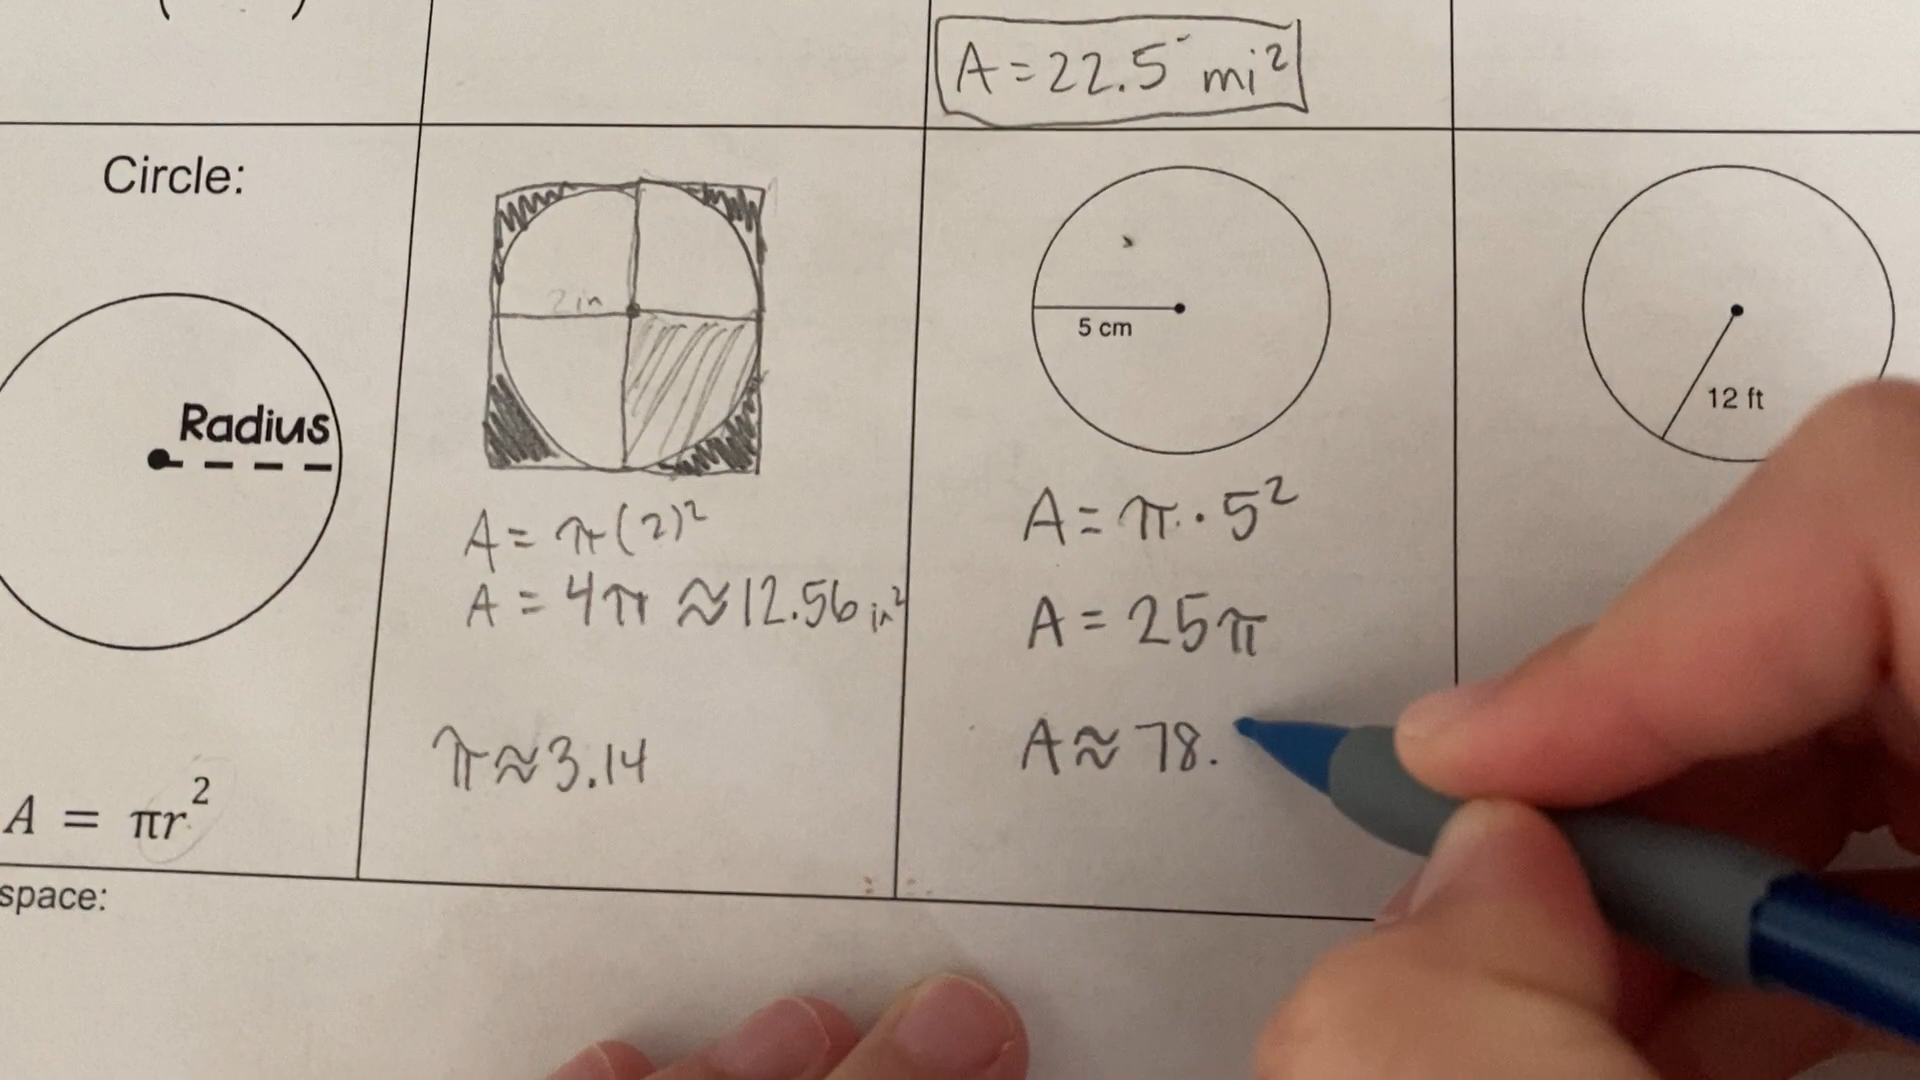 A = 22.5 mi²
Circle:
Radius
A = πr²
2in
A = π(2)²
A = 4π ≈ 12.56 in²
π ≈ 3.14
5 cm
A = π · 5²
A = 25π
A ≈ 78.
12 ft
space: